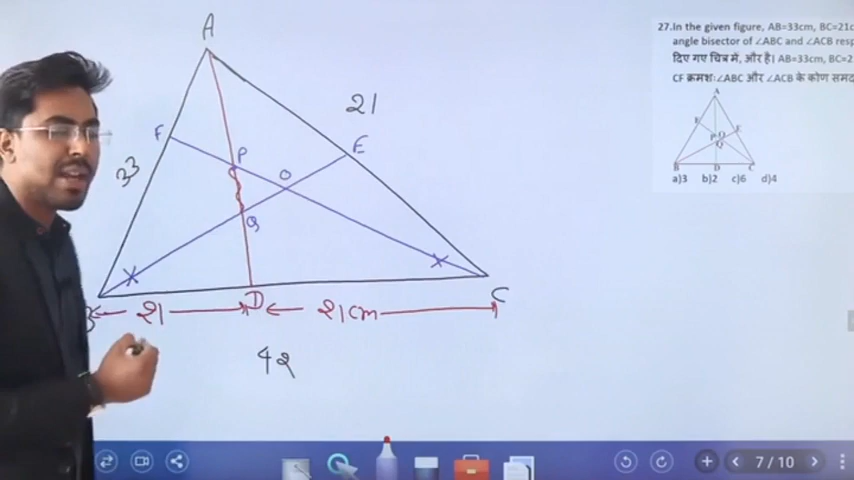 A
21
F
E
33
P
O
Q
B
D
C
21
21cm
42
27.In the given figure, AB=33cm, BC=21c
angle bisector of ∠ABC and ∠ACB resp
दिए गए चित्र में, और है। AB=33cm, BC=2
CF क्रमशः∠ABC और ∠ACB के कोण समद
A
F
E
P
O
Q
B
D
C
a)3 b)2 c)6 d)4
7 / 10